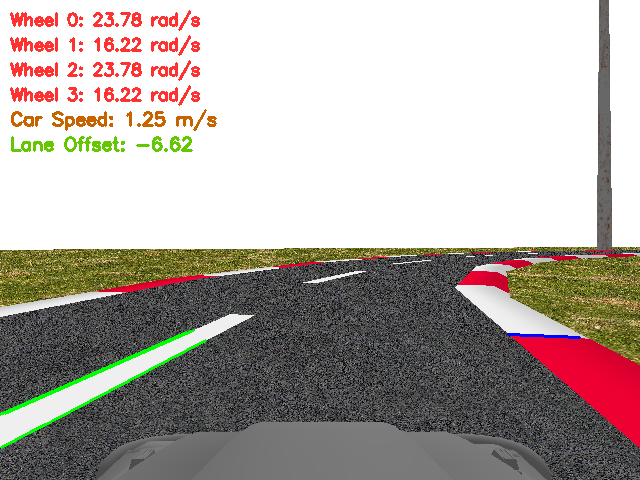 Wheel 0: 23.78 rad/s
Wheel 1: 16.22 rad/s
Wheel 2: 23.78 rad/s
Wheel 3: 16.22 rad/s
Car Speed: 1.25 m/s
Lane Offset: -6.62